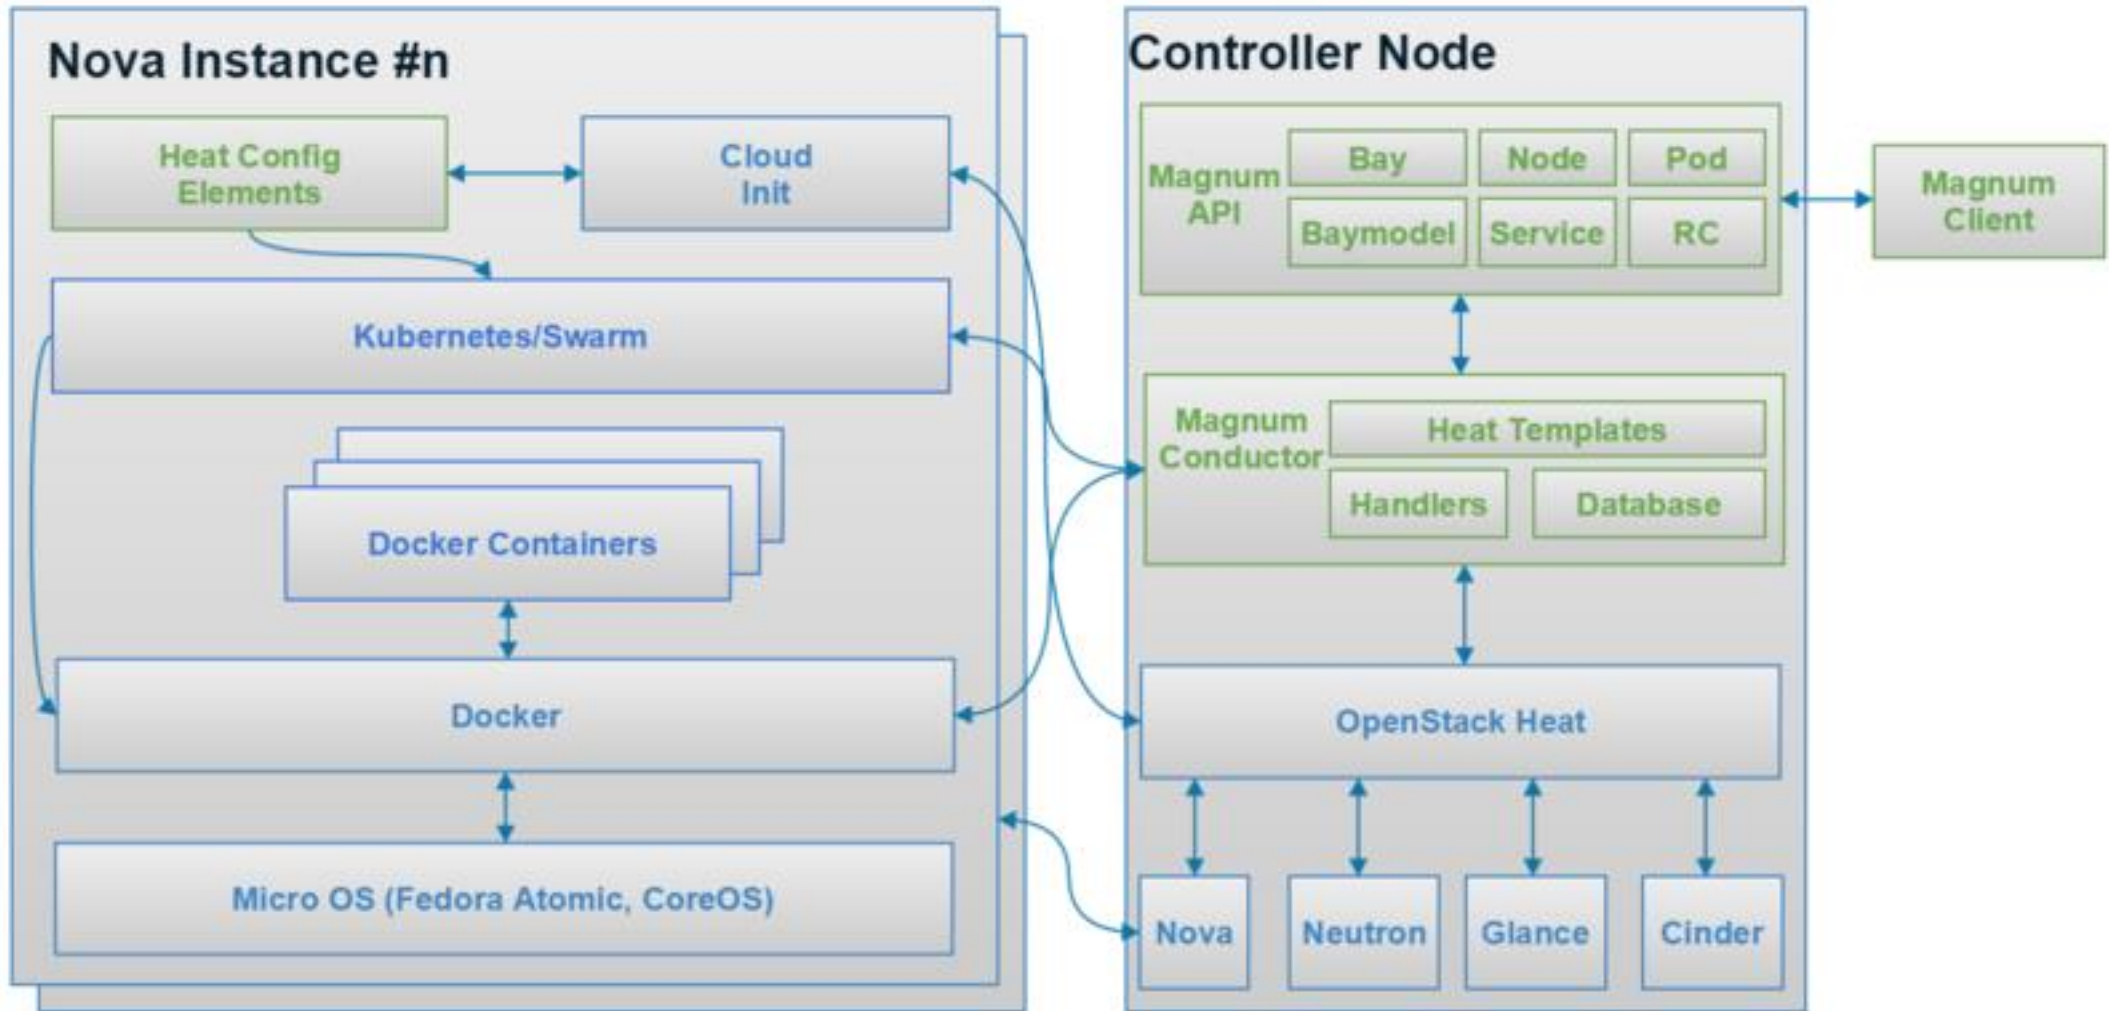 Nova Instance #n
Heat Config
Elements
Cloud
Init
Kubernetes/Swarm
Docker Containers
Docker
Micro OS (Fedora Atomic, CoreOS)
Controller Node
Magnum
API
Bay
Node
Pod
Baymodel
Service
RC
Magnum
Client
Magnum
Conductor
Heat Templates
Handlers
Database
OpenStack Heat
Nova
Neutron
Glance
Cinder